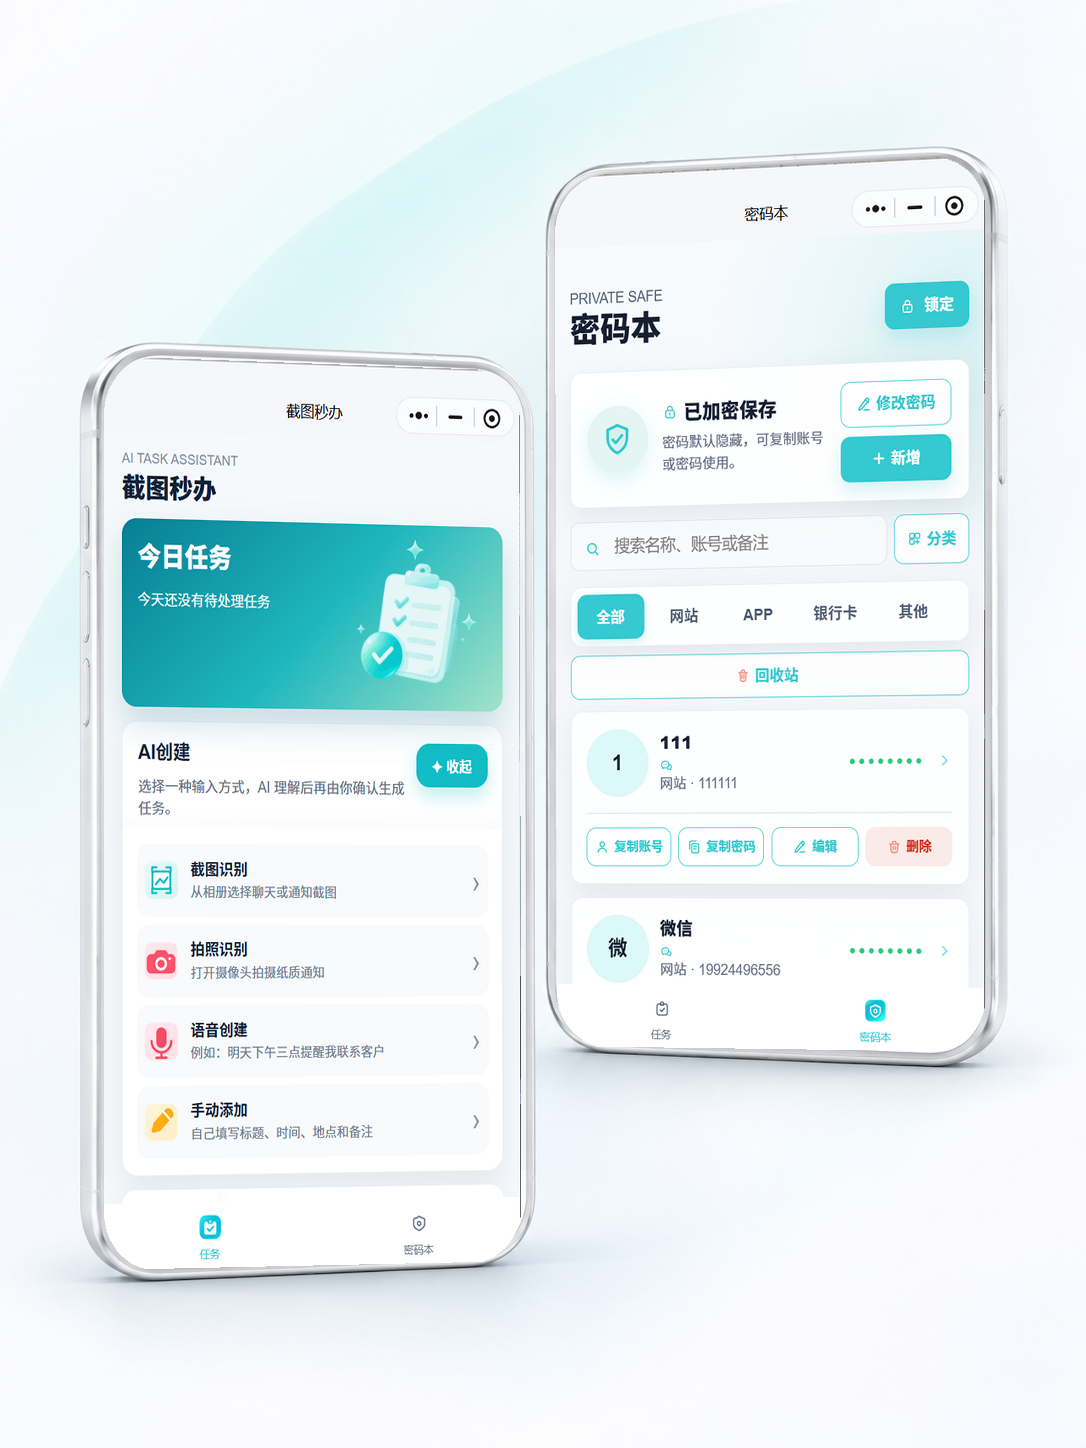 截图秒办
AI TASK ASSISTANT
截图秒办
今日任务
今天还没有待处理任务
AI创建
选择一种输入方式，AI 理解后再由你确认生成
任务。
收起
截图识别
从相册选择聊天或通知截图
拍照识别
打开摄像头拍摄纸质通知
语音创建
例如：明天下午三点提醒我联系客户
手动添加
自己填写标题、时间、地点和备注
任务
密码本
密码本
PRIVATE SAFE
密码本
锁定
已加密保存
密码默认隐藏，可复制账号
或密码使用。
修改密码
+ 新增
搜索名称、账号或备注
分类
全部 网站 APP 银行卡 其他
回收站
1
111
网站 · 111111
复制账号 复制密码 编辑 删除
微
微信
网站 · 19924496556
任务
密码本